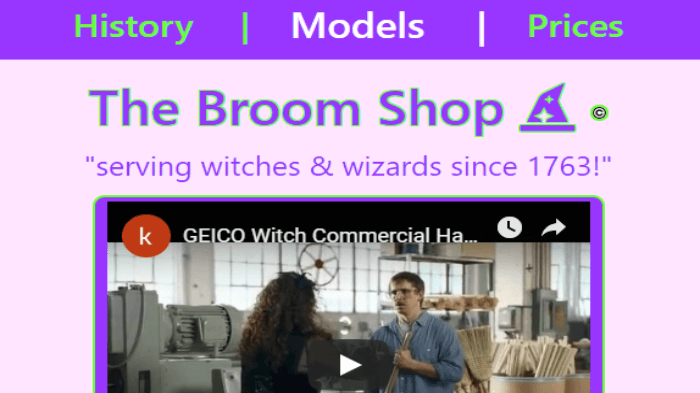 History | Models | Prices
The Broom Shop ©
"serving witches & wizards since 1763!"
k GEICO Witch Commercial Ha...